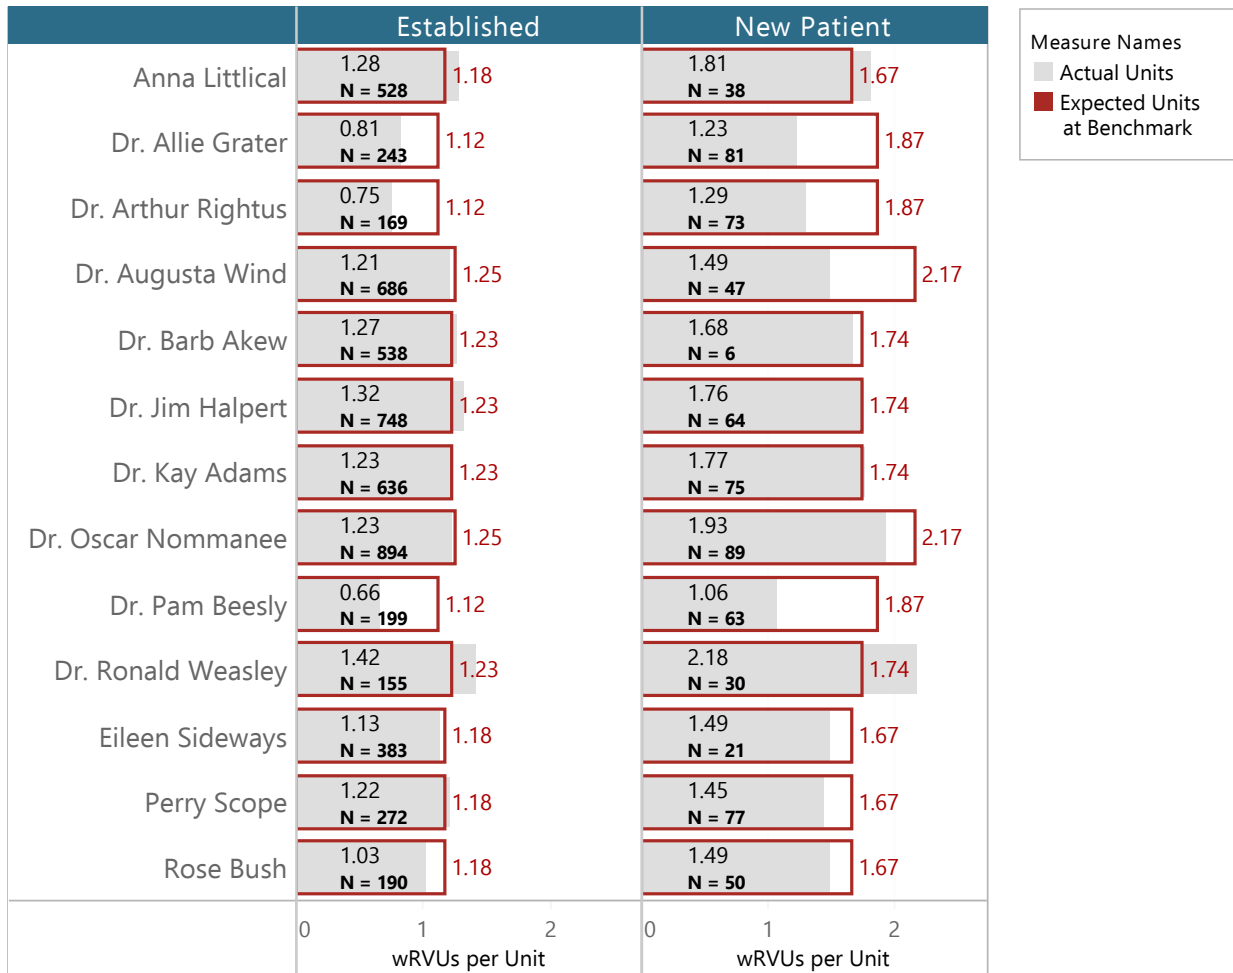 Established
New Patient
Measure Names
Actual Units
Expected Units
at Benchmark
Anna Littlical
1.28
N = 528
1.18
1.81
N = 38
1.67
Dr. Allie Grater
0.81
N = 243
1.12
1.23
N = 81
1.87
Dr. Arthur Rightus
0.75
N = 169
1.12
1.29
N = 73
1.87
Dr. Augusta Wind
1.21
N = 686
1.25
1.49
N = 47
2.17
Dr. Barb Akew
1.27
N = 538
1.23
1.68
N = 6
1.74
Dr. Jim Halpert
1.32
N = 748
1.23
1.76
N = 64
1.74
Dr. Kay Adams
1.23
N = 636
1.23
1.77
N = 75
1.74
Dr. Oscar Nommanee
1.23
N = 894
1.25
1.93
N = 89
2.17
Dr. Pam Beesly
0.66
N = 199
1.12
1.06
N = 63
1.87
Dr. Ronald Weasley
1.42
N = 155
1.23
2.18
N = 30
1.74
Eileen Sideways
1.13
N = 383
1.18
1.49
N = 21
1.67
Perry Scope
1.22
N = 272
1.18
1.45
N = 77
1.67
Rose Bush
1.03
N = 190
1.18
1.49
N = 50
1.67
0 1 2
0 1 2
wRVUs per Unit
wRVUs per Unit